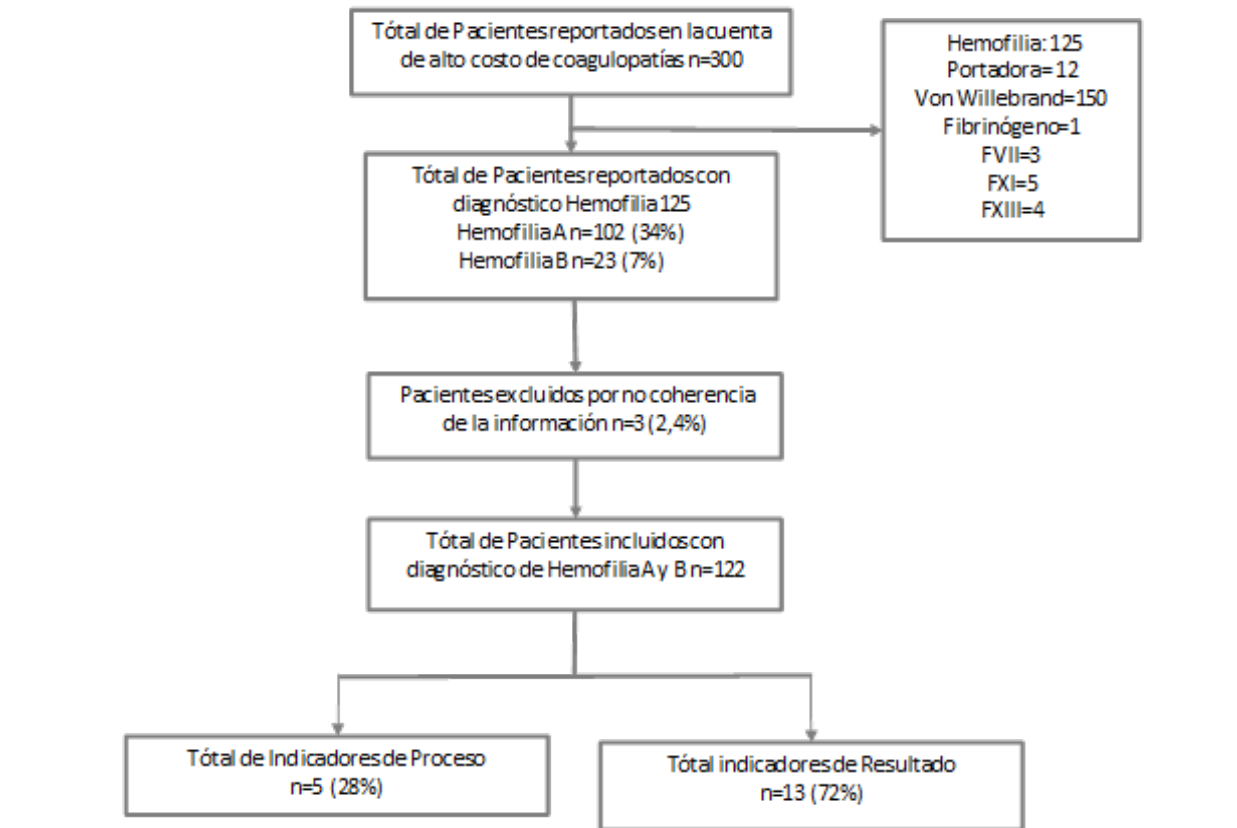 Tótal de Pacientes reportados en la cuenta
de alto costo de coagulopatías n=300
Hemofilia: 125
Portadora= 12
Von Willebrand=150
Fibrinógeno=1
FVII=3
FXI=5
FXIII=4
Tótal de Pacientes reportados con
diagnóstico Hemofilia 125
Hemofilia A n=102 (34%)
Hemofilia B n=23 (7%)
Pacientes excluidos por no coherencia
de la información n=3 (2,4%)
Tótal de Pacientes incluidos con
diagnóstico de Hemofilia A y B n=122
Tótal de Indicadores de Proceso
n=5 (28%)
Tótal indicadores de Resultado
n=13 (72%)